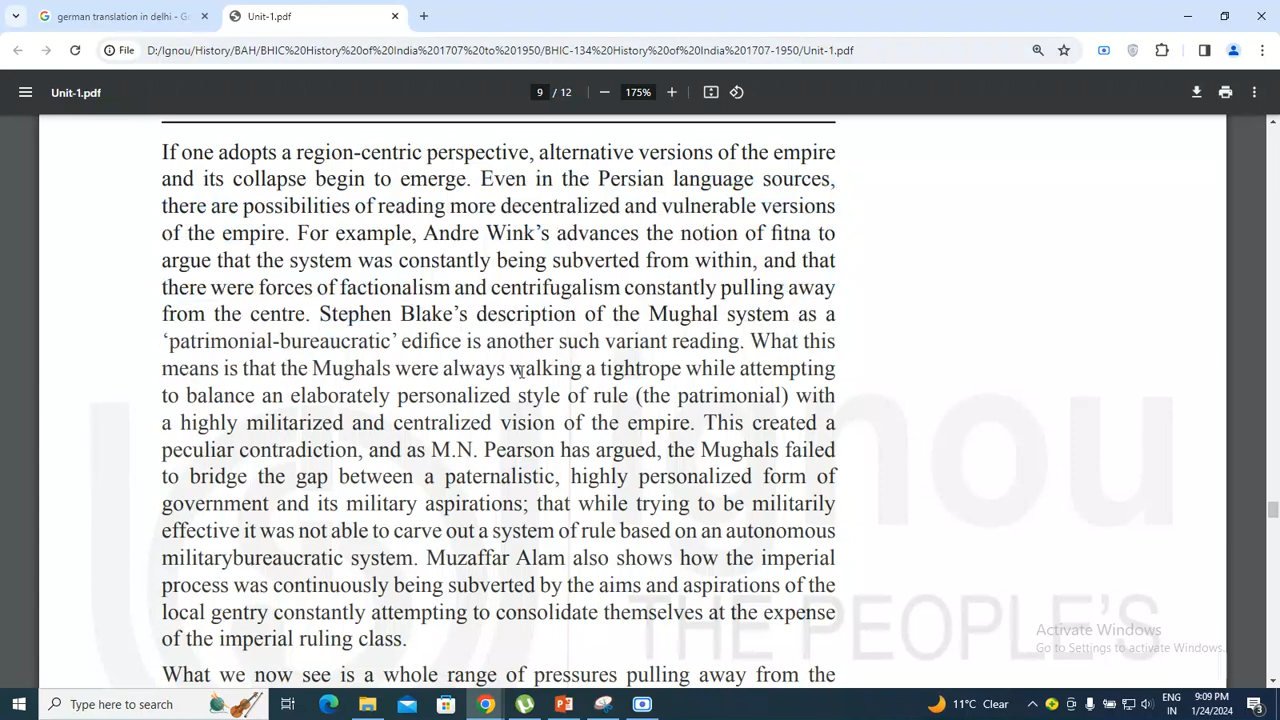 german translation in delhi - G
Unit-1.pdf
File
D:/Ignou/History/BAH/BHIC%20History%20of%20India%201707%20to%201950/BHIC-134%20History%20of%20India%201707-1950/Unit-1.pdf
Unit-1.pdf
9 / 12
175%
If one adopts a region-centric perspective, alternative versions of the empire
and its collapse begin to emerge. Even in the Persian language sources,
there are possibilities of reading more decentralized and vulnerable versions
of the empire. For example, Andre Wink’s advances the notion of fitna to
argue that the system was constantly being subverted from within, and that
there were forces of factionalism and centrifugalism constantly pulling away
from the centre. Stephen Blake’s description of the Mughal system as a
‘patrimonial-bureaucratic’ edifice is another such variant reading. What this
means is that the Mughals were always walking a tightrope while attempting
to balance an elaborately personalized style of rule (the patrimonial) with
a highly militarized and centralized vision of the empire. This created a
peculiar contradiction, and as M.N. Pearson has argued, the Mughals failed
to bridge the gap between a paternalistic, highly personalized form of
government and its military aspirations; that while trying to be militarily
effective it was not able to carve out a system of rule based on an autonomous
militarybureaucratic system. Muzaffar Alam also shows how the imperial
process was continuously being subverted by the aims and aspirations of the
local gentry constantly attempting to consolidate themselves at the expense
of the imperial ruling class.
What we now see is a whole range of pressures pulling away from the
ignou
THE PEOPLE’S
Activate Windows
Go to Settings to activate Windows.
Type here to search
11°C Clear
ENG
IN
9:09 PM
1/24/2024
3